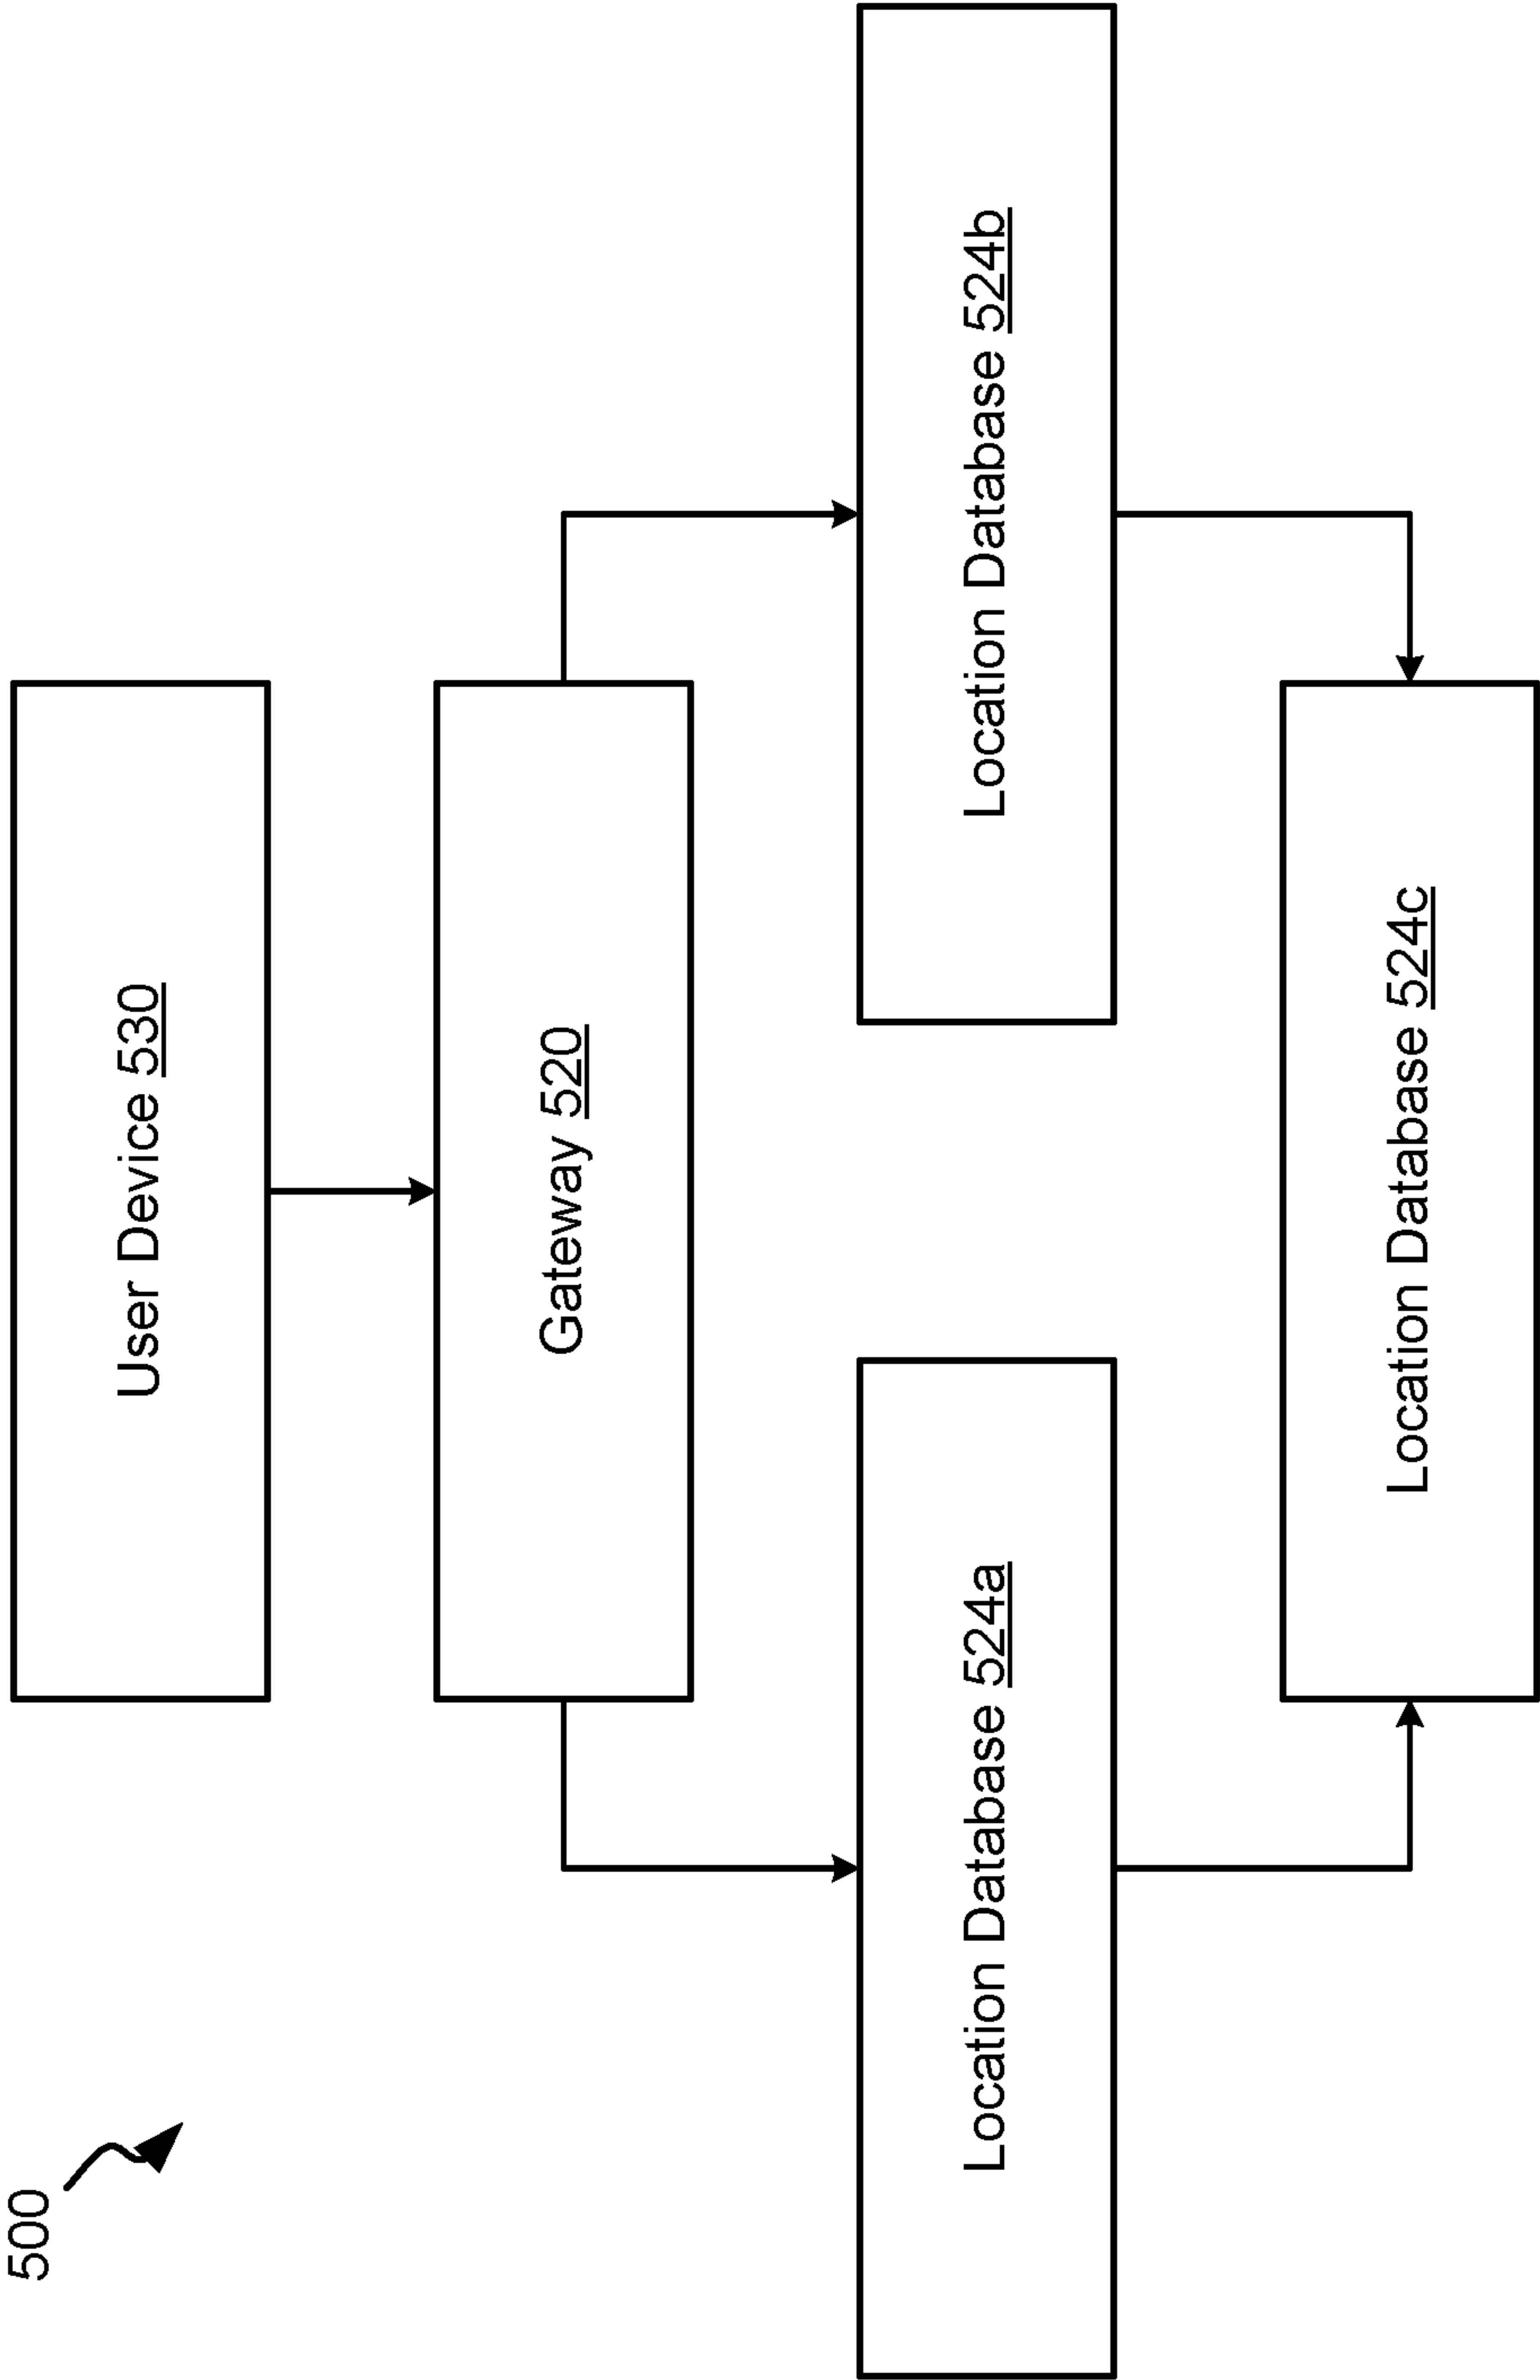 500
User Device 530
Gateway 520
Location Database 524a
Location Database 524b
Location Database 524c